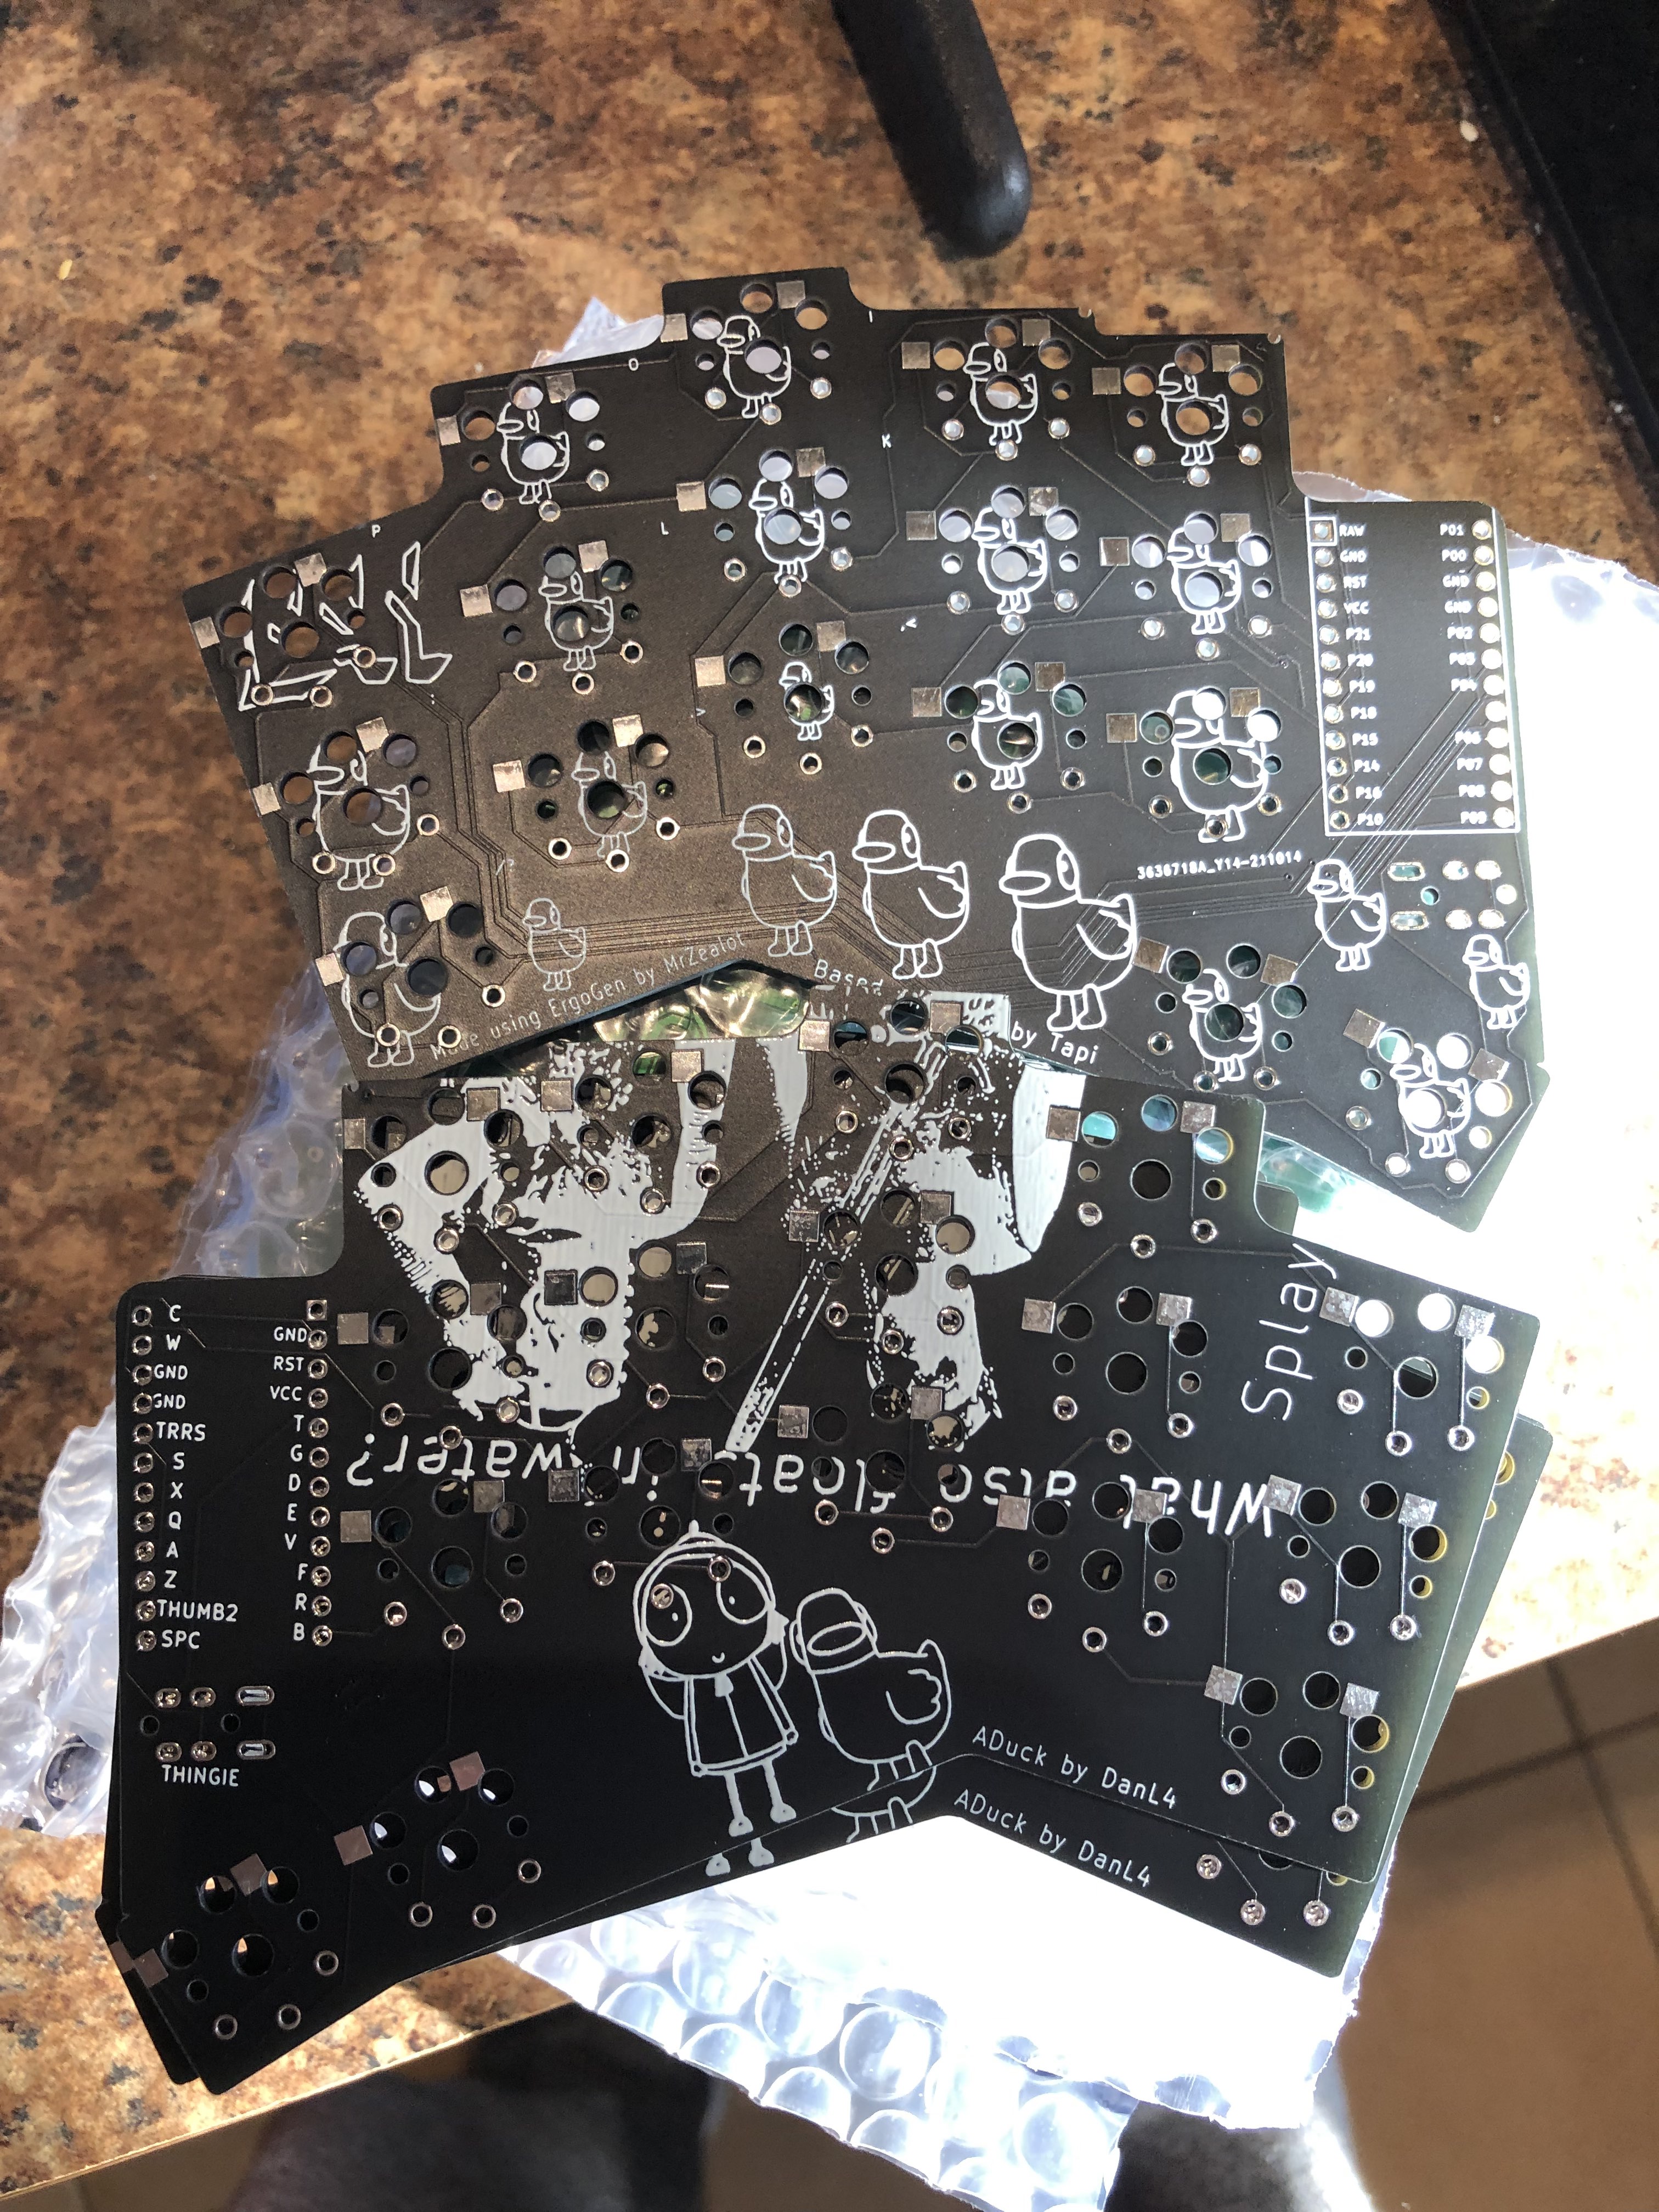 O
I
K
P
L
RAW P01
GND P00
RST GND
VCC GND
P21 P02
P20 P03
P19 P04
P18
P15 P06
P14 P07
P16 P08
P10 P09
3636718A_Y14-211014
Made using ErgoGen by MrZealot
Based
by Tapi
Splay
C
W GND
GND RST
GND VCC
TRRS T
S G
X D
Q E
A V
Z F
THUMB2 R
SPC B
THINGIE
What also floats in water?
ADuck by DanL4
ADuck by DanL4